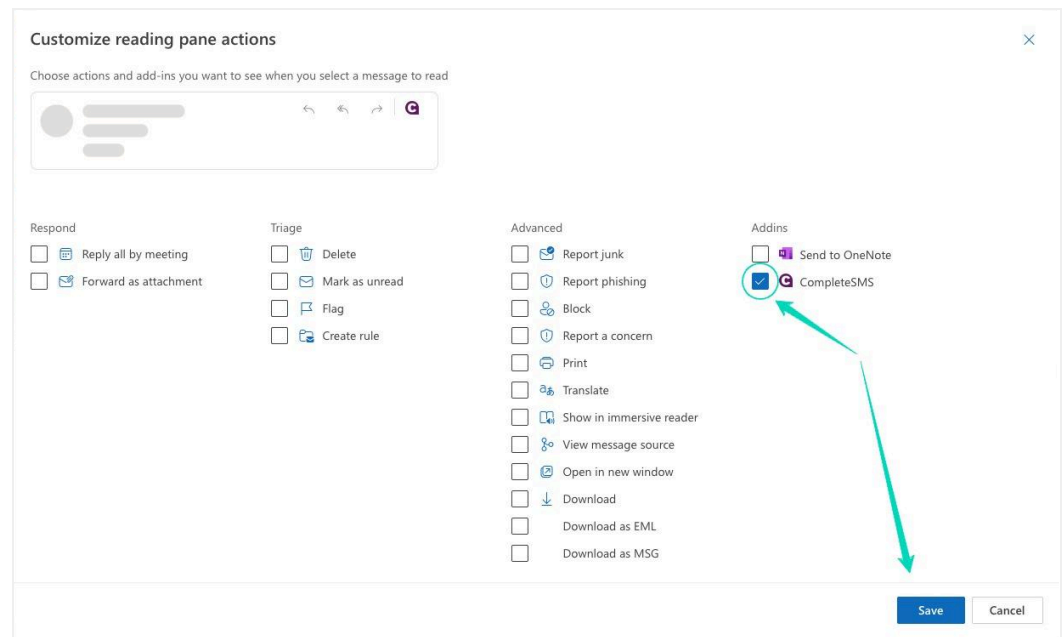 Customize reading pane actions
Choose actions and add-ins you want to see when you select a message to read
Respond
Reply all by meeting
Forward as attachment
Triage
Delete
Mark as unread
Flag
Create rule
Advanced
Report junk
Report phishing
Block
Report a concern
Print
Translate
Show in immersive reader
View message source
Open in new window
Download
Download as EML
Download as MSG
Addins
Send to OneNote
CompleteSMS
Save
Cancel